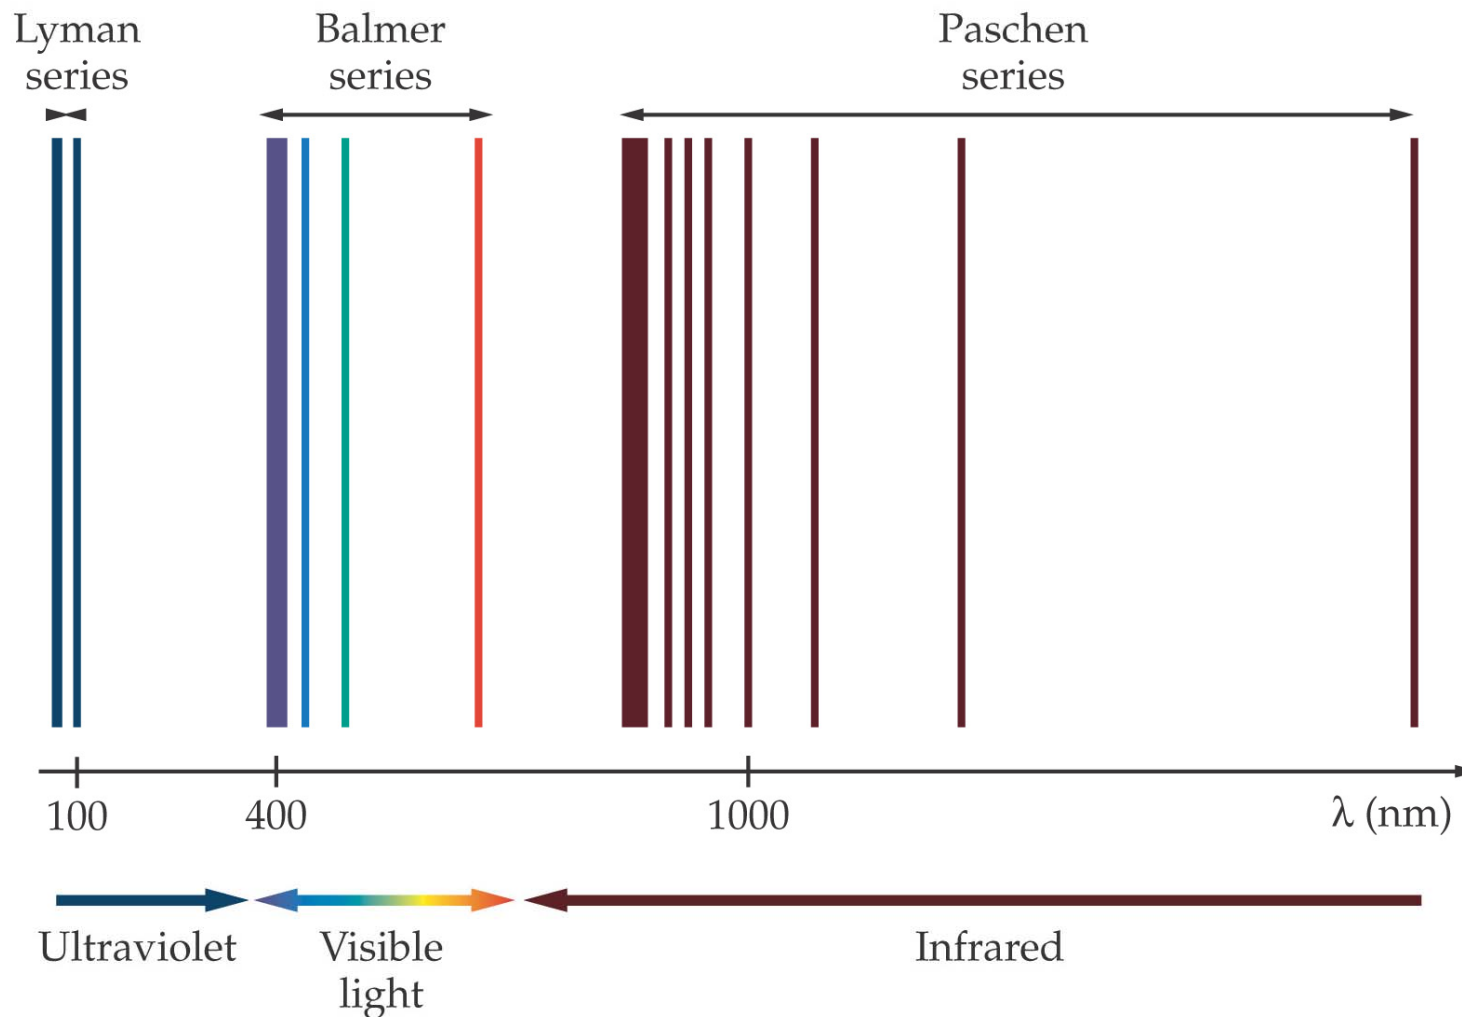 Lyman
series
Balmer
series
Paschen
series
100
400
1000
λ (nm)
Ultraviolet
Visible
light
Infrared